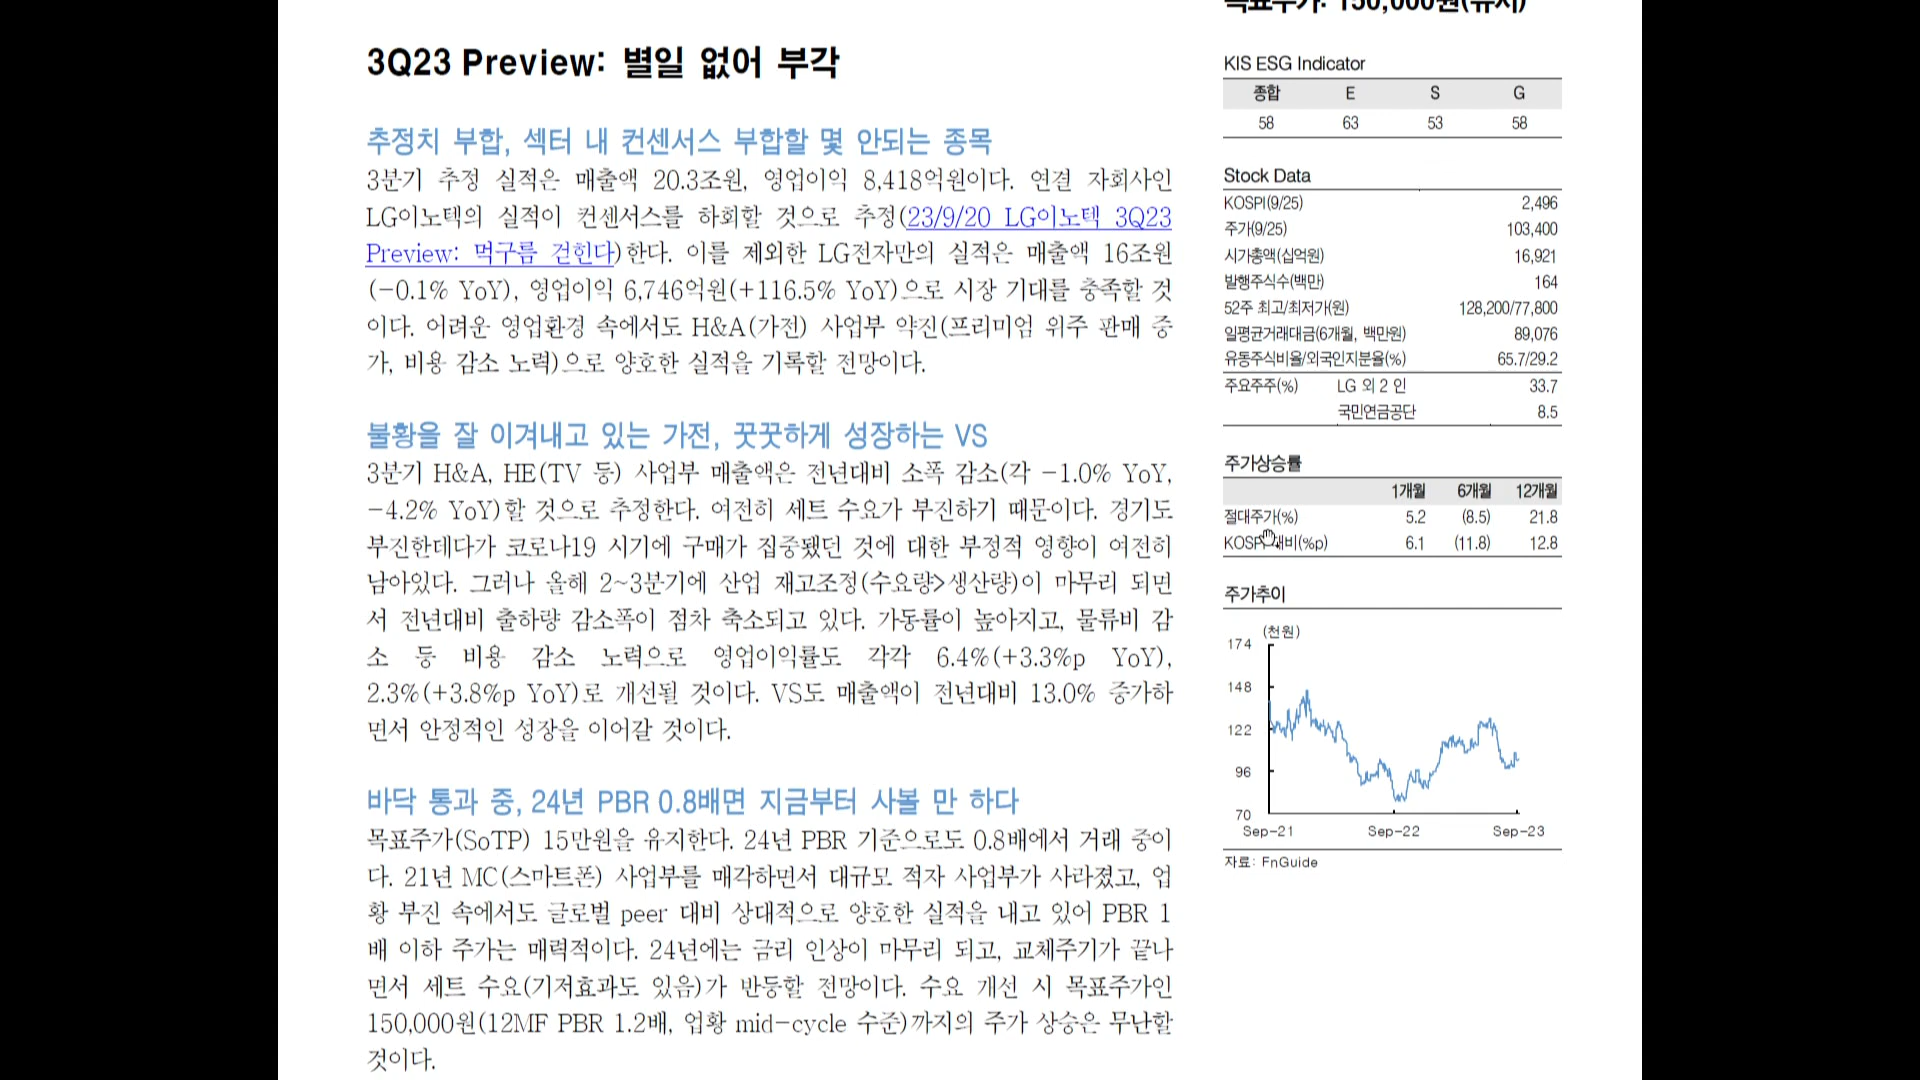 3Q23 Preview: 별일 없어 부각
추정치 부합, 섹터 내 컨센서스 부합할 몇 안되는 종목
3분기 추정 실적은 매출액 20.3조원, 영업이익 8,418억원이다. 연결 자회사인
LG이노텍의 실적이 컨센서스를 하회할 것으로 추정(23/9/20 LG이노텍 3Q23
Preview: 먹구름 걷힌다)한다. 이를 제외한 LG전자만의 실적은 매출액 16조원
(-0.1% YoY), 영업이익 6,746억원(+116.5% YoY)으로 시장 기대를 충족할 것
이다. 어려운 영업환경 속에서도 H&A(가전) 사업부 약진(프리미엄 위주 판매 증
가, 비용 감소 노력)으로 양호한 실적을 기록할 전망이다.
불황을 잘 이겨내고 있는 가전, 꿋꿋하게 성장하는 VS
3분기 H&A, HE(TV 등) 사업부 매출액은 전년대비 소폭 감소(각 -1.0% YoY,
-4.2% YoY)할 것으로 추정한다. 여전히 세트 수요가 부진하기 때문이다. 경기도
부진한데다가 코로나19 시기에 구매가 집중됐던 것에 대한 부정적 영향이 여전히
남아있다. 그러나 올해 2~3분기에 산업 재고조정(수요량>생산량)이 마무리 되면
서 전년대비 출하량 감소폭이 점차 축소되고 있다. 가동률이 높아지고, 물류비 감
소 등 비용 감소 노력으로 영업이익률도 각각 6.4%(+3.3%p YoY),
2.3%(+3.8%p YoY)로 개선될 것이다. VS도 매출액이 전년대비 13.0% 증가하
면서 안정적인 성장을 이어갈 것이다.
바닥 통과 중, 24년 PBR 0.8배면 지금부터 사볼 만 하다
목표주가(SoTP) 15만원을 유지한다. 24년 PBR 기준으로도 0.8배에서 거래 중이
다. 21년 MC(스마트폰) 사업부를 매각하면서 대규모 적자 사업부가 사라졌고, 업
황 부진 속에서도 글로벌 peer 대비 상대적으로 양호한 실적을 내고 있어 PBR 1
배 이하 주가는 매력적이다. 24년에는 금리 인상이 마무리 되고, 교체주기가 끝나
면서 세트 수요(기저효과도 있음)가 반등할 전망이다. 수요 개선 시 목표주가인
150,000원(12MF PBR 1.2배, 업황 mid-cycle 수준)까지의 주가 상승은 무난할
것이다.
목표주가: 150,000원(유지)
KIS ESG Indicator
종합 E S G
58 63 53 58
Stock Data
KOSPI(9/25) 2,496
주가(9/25) 103,400
시가총액(십억원) 16,921
발행주식수(백만) 164
52주 최고/최저가(원) 128,200/77,800
일평균거래대금(6개월, 백만원) 89,076
유동주식비율/외국인지분율(%) 65.7/29.2
주요주주(%) LG 외 2 인 33.7
국민연금공단 8.5
주가상승률
1개월 6개월 12개월
절대주가(%) 5.2 (8.5) 21.8
KOSPI대비(%p) 6.1 (11.8) 12.8
주가추이
(천원)
174
148
122
96
70
Sep-21 Sep-22 Sep-23
자료: FnGuide